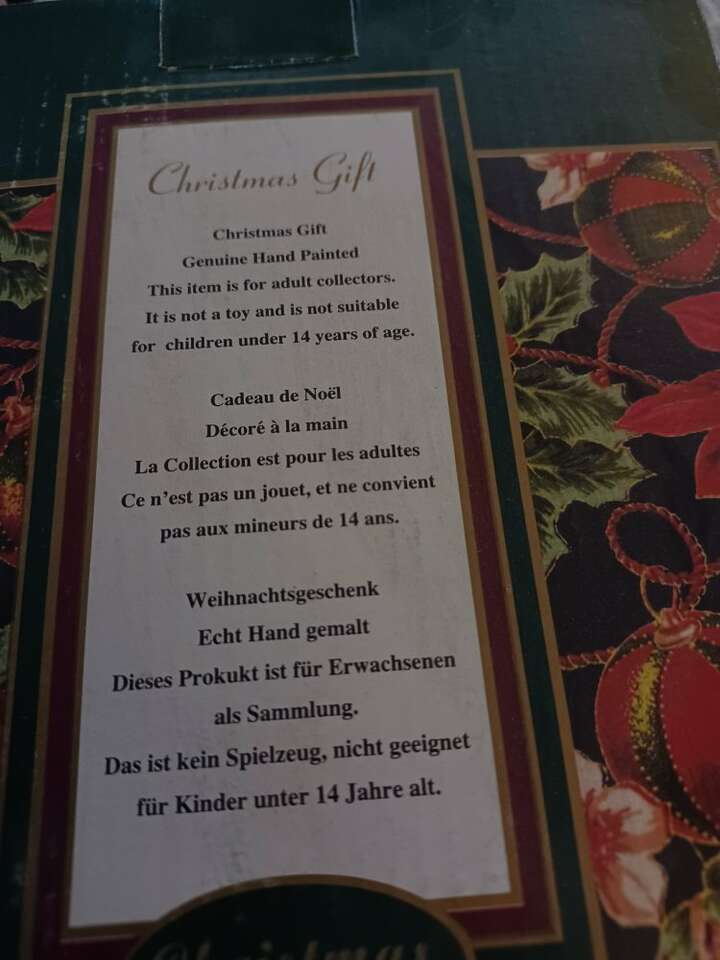 Christmas Gift
Christmas Gift
Genuine Hand Painted
This item is for adult collectors.
It is not a toy and is not suitable
for children under 14 years of age.
Cadeau de Noël
Décoré à la main
La Collection est pour les adultes
Ce n'est pas un jouet, et ne convient
pas aux mineurs de 14 ans.
Weihnachtsgeschenk
Echt Hand gemalt
Dieses Prokukt ist für Erwachsenen
als Sammlung.
Das ist kein Spielzeug, nicht geeignet
für Kinder unter 14 Jahre alt.
Christmas